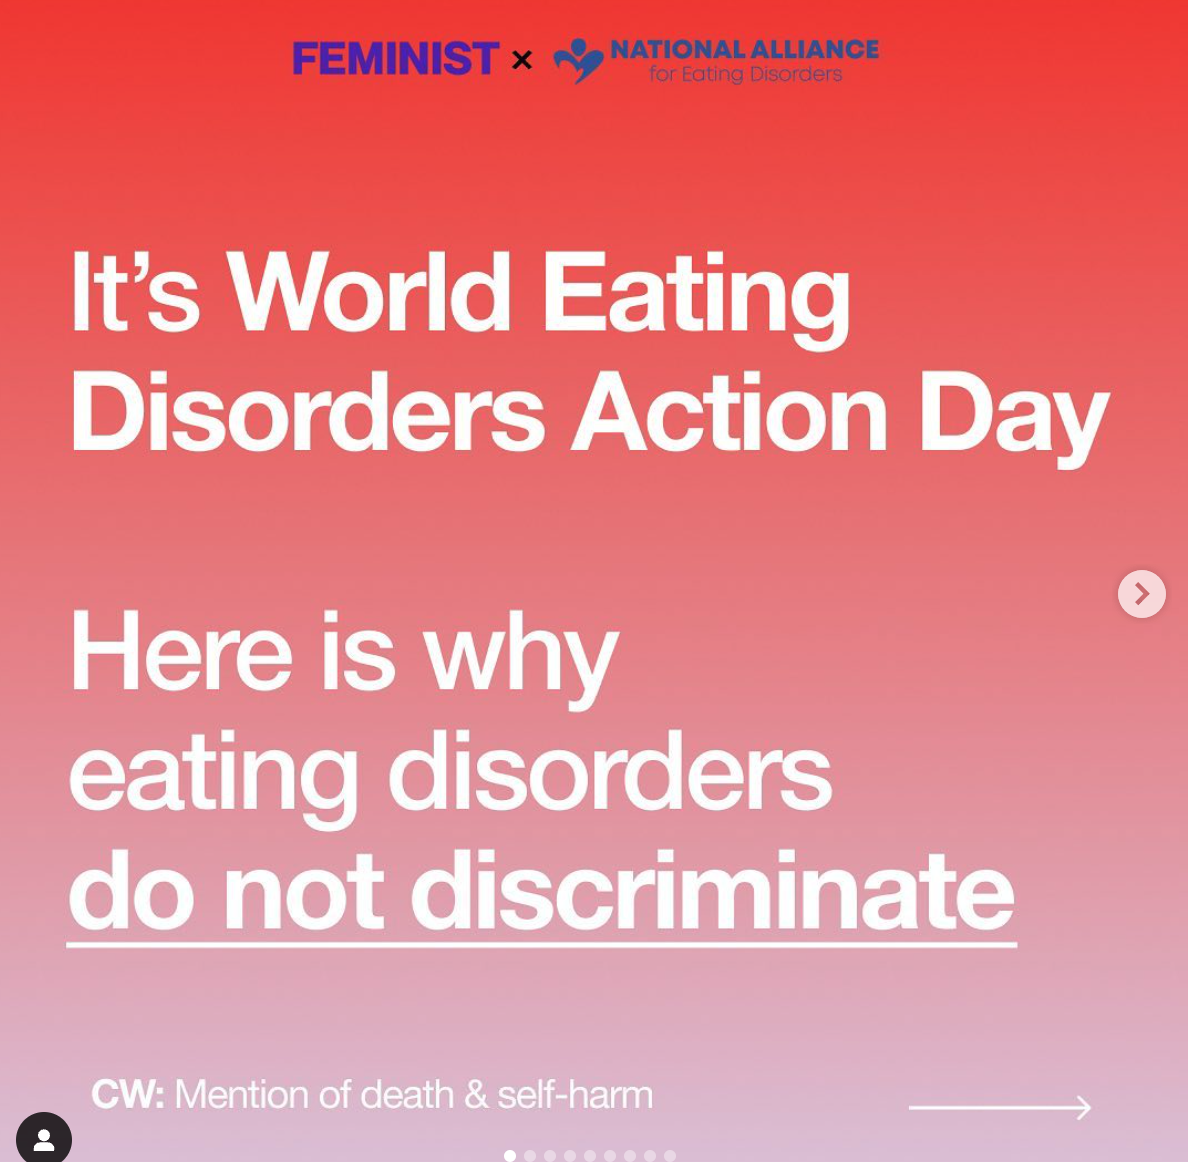 FEMINIST × NATIONAL ALLIANCE
for Eating Disorders
It’s World Eating
Disorders Action Day
Here is why
eating disorders
do not discriminate
CW: Mention of death & self-harm